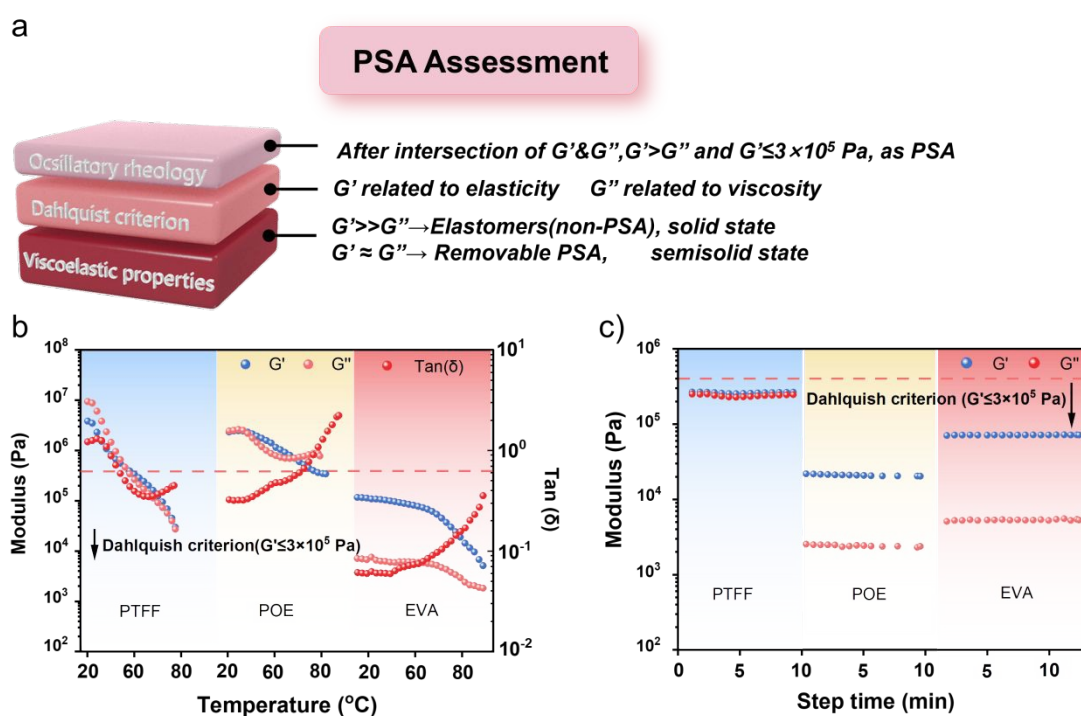 a
PSA Assessment
Ocsillatory rheology
After intersection of G'&G'',G'>G'' and G'≤3×10⁵ Pa, as PSA
Dahlquist criterion
G' related to elasticity G'' related to viscosity
Viscoelastic properties
G'>>G''→Elastomers(non-PSA), solid state
G' ≈ G''→ Removable PSA, semisolid state
b
G' G'' Tan(δ)
10⁸
10⁷
10⁶
10⁵
10⁴
10³
10²
Modulus (Pa)
Dahlquish criterion(G'≤3×10⁵ Pa)
PTFF POE EVA
10¹
10⁰
10⁻¹
10⁻²
Tan (δ)
20 60 100 20 60 100 20 60 80
Temperature (°C)
c)
G' G''
10⁶
10⁵
10⁴
10³
10²
Modulus (Pa)
Dahlquish criterion (G'≤3×10⁵ Pa)
PTFF POE EVA
0 5 10 5 10 5 10
Step time (min)